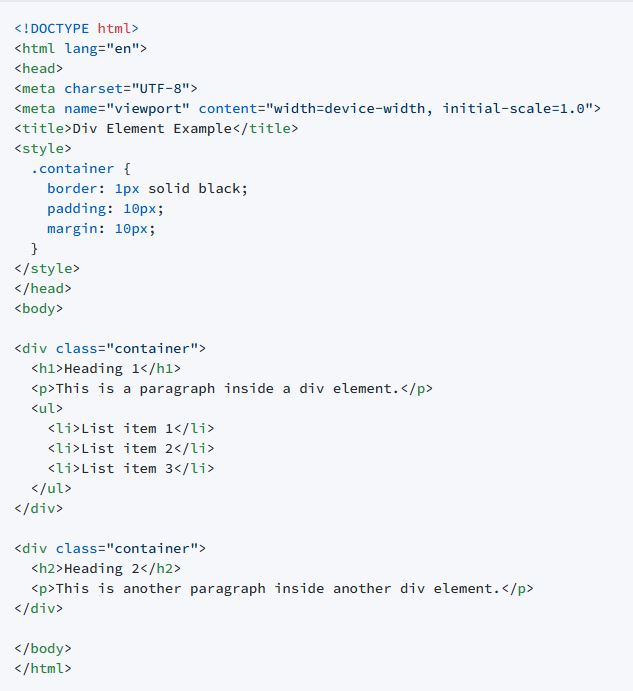 <!DOCTYPE html>
<html lang="en">
<head>
<meta charset="UTF-8">
<meta name="viewport" content="width=device-width, initial-scale=1.0">
<title>Div Element Example</title>
<style>
  .container {
    border: 1px solid black;
    padding: 10px;
    margin: 10px;
  }
</style>
</head>
<body>

<div class="container">
  <h1>Heading 1</h1>
  <p>This is a paragraph inside a div element.</p>
  <ul>
    <li>List item 1</li>
    <li>List item 2</li>
    <li>List item 3</li>
  </ul>
</div>

<div class="container">
  <h2>Heading 2</h2>
  <p>This is another paragraph inside another div element.</p>
</div>

</body>
</html>